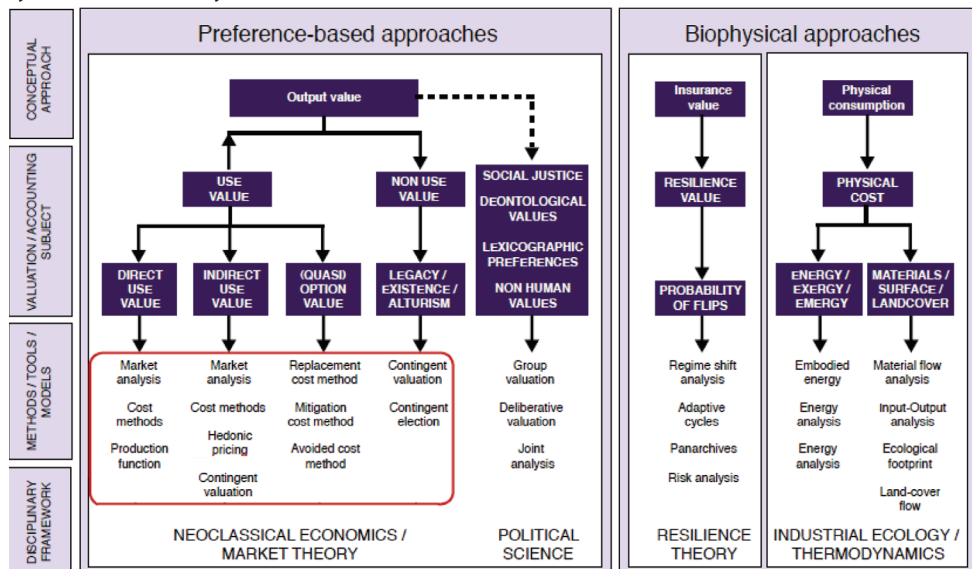 Preference-based approaches
Biophysical approaches
CONCEPTUAL
APPROACH
Output value
Insurance
value
Physical
consumption
VALUATION / ACCOUNTING
SUBJECT
USE
VALUE
NON USE
VALUE
SOCIAL JUSTICE
DEONTOLOGICAL
VALUES
LEXICOGRAPHIC
PREFERENCES
NON HUMAN
VALUES
RESILIENCE
VALUE
PHYSICAL
COST
DIRECT
USE
VALUE
INDIRECT
USE
VALUE
(QUASI)
OPTION
VALUE
LEGACY /
EXISTENCE /
ALTURISM
PROBABILITY
OF FLIPS
ENERGY /
EXERGY /
EMERGY
MATERIALS /
SURFACE /
LANDCOVER
METHODS / TOOLS /
MODELS
Market
analysis
Cost
methods
Production
function
Market
analysis
Cost methods
Hedonic
pricing
Contingent
valuation
Replacement
cost method
Mitigation
cost method
Avoided cost
method
Contingent
valuation
Contingent
election
Group
valuation
Deliberative
valuation
Joint
analysis
Regime shift
analysis
Adaptive
cycles
Panarchives
Risk analysis
Embodied
energy
Energy
analysis
Energy
analysis
Material flow
analysis
Input-Output
analysis
Ecological
footprint
Land-cover
flow
DISCIPLINARY
FRAMEWORK
NEOCLASSICAL ECONOMICS /
MARKET THEORY
POLITICAL
SCIENCE
RESILIENCE
THEORY
INDUSTRIAL ECOLOGY
/ THERMODYNAMICS